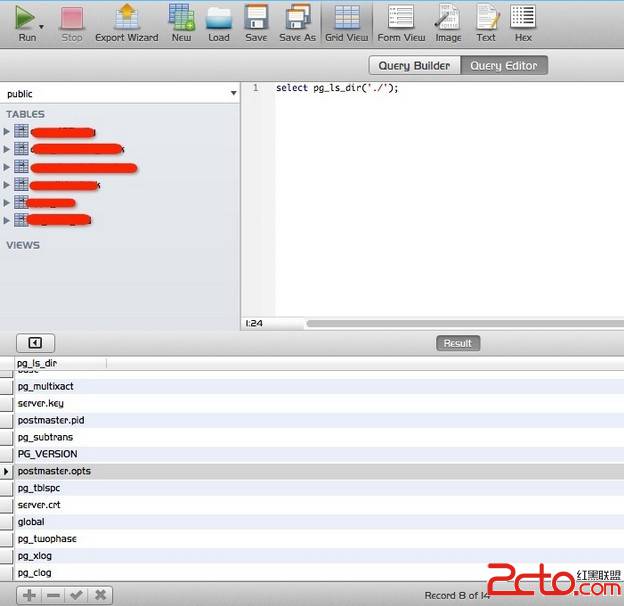 Run Stop Export Wizard New Load Save Save As Grid View Form View Image Text Hex
Query Builder Query Editor
public
TABLES
VIEWS
1 select pg_ls_dir('./');
1:24
Result
pg_ls_dir
base
pg_multixact
server.key
postmaster.pid
pg_subtrans
PG_VERSION
postmaster.opts
pg_tblspc
server.crt
global
pg_twophase
pg_xlog
pg_clog
Record 8 of 14
2cto.com 红黑联盟